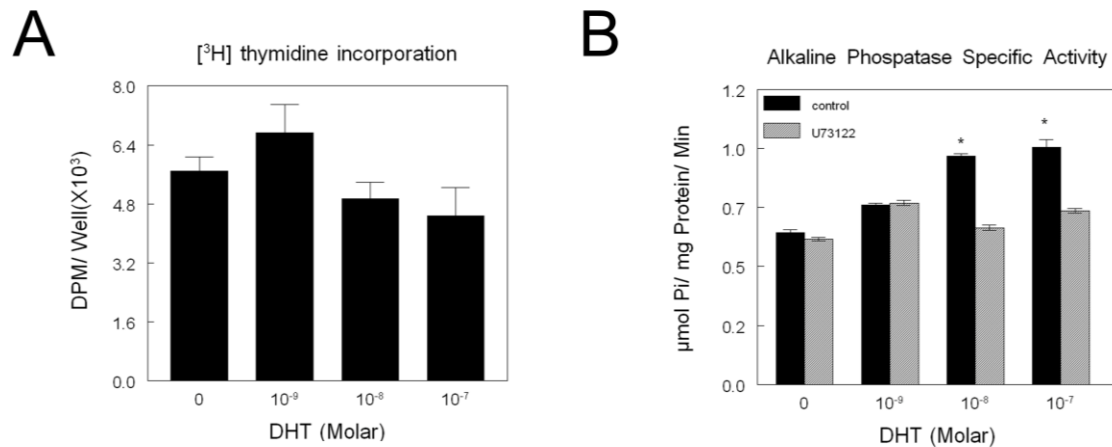 A
[³H] thymidine incorporation
DPM/ Well(X10³)
8.0
6.4
4.8
3.2
1.6
0.0
0
10⁻⁹
10⁻⁸
10⁻⁷
DHT (Molar)
B
Alkaline Phospatase Specific Activity
µmol Pi/ mg Protein/ Min
1.2
1.0
0.7
0.5
0.2
0.0
control
U73122
*
*
0
10⁻⁹
10⁻⁸
10⁻⁷
DHT (Molar)